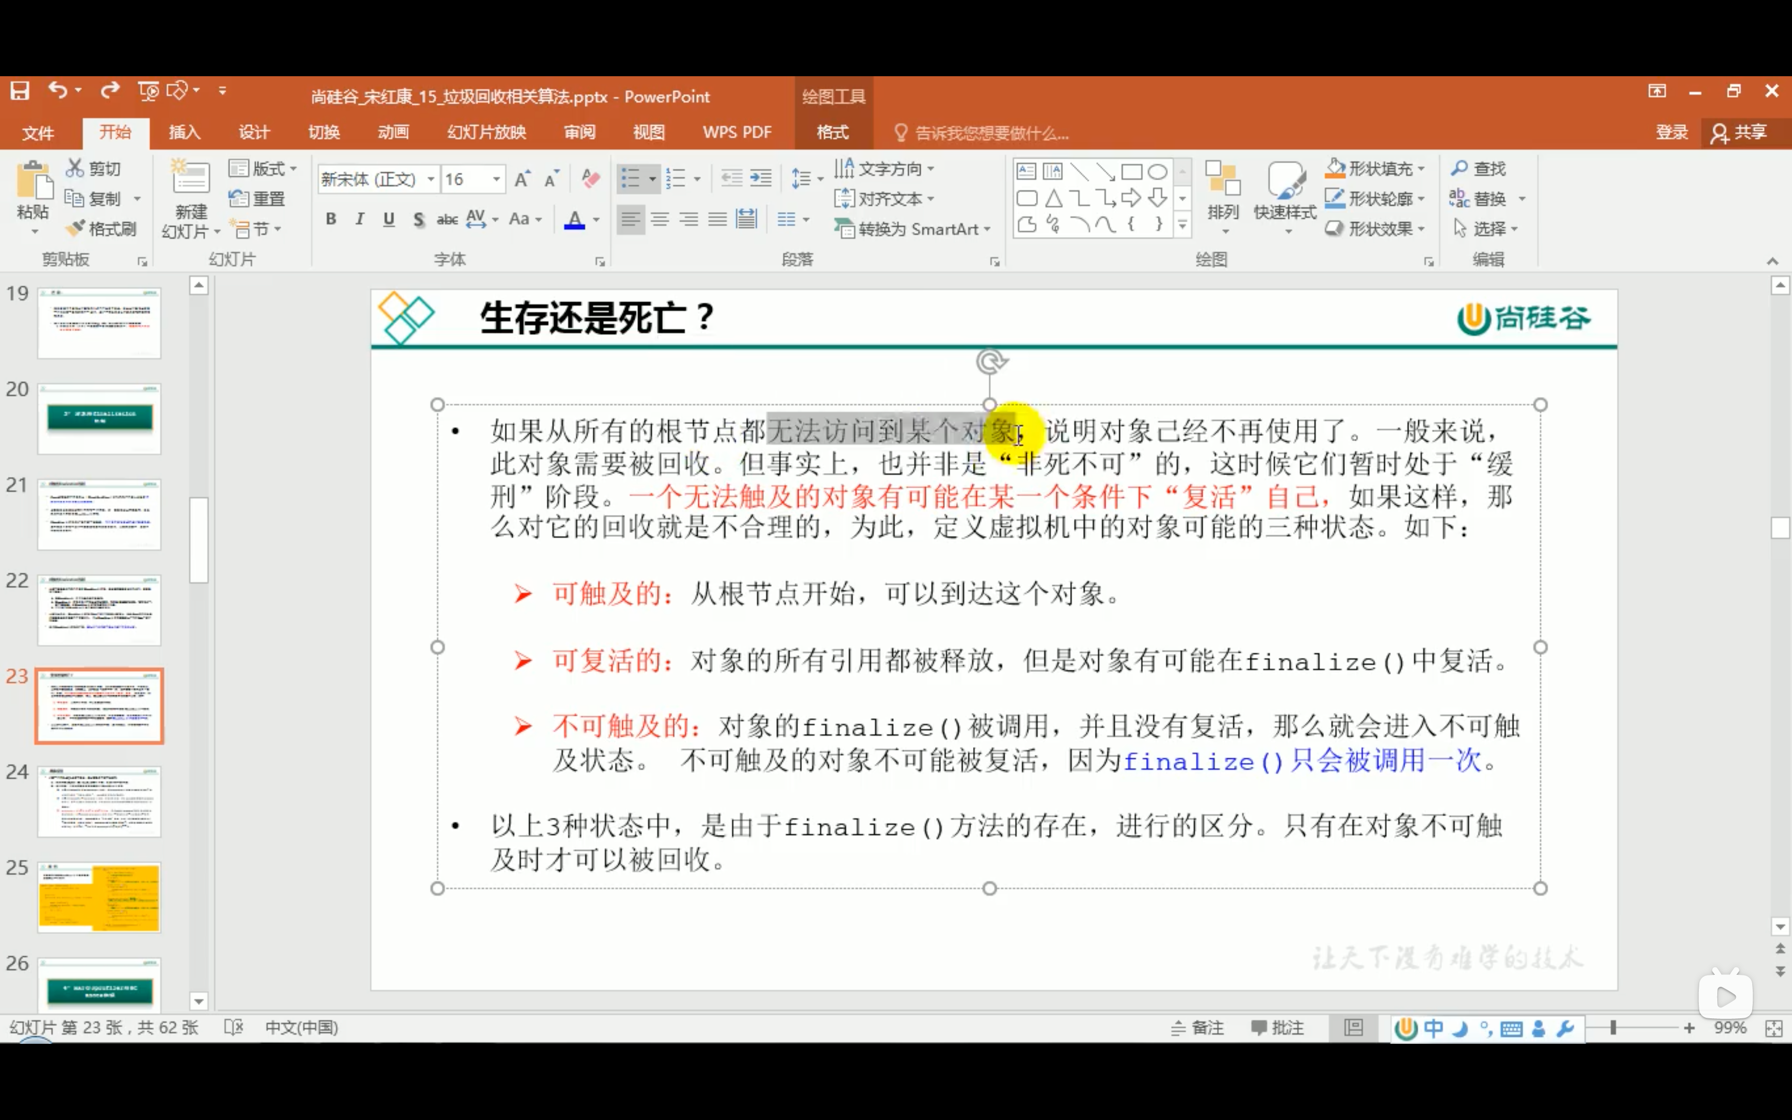 尚硅谷_宋红康_15_垃圾回收相关算法.pptx - PowerPoint
绘图工具
文件 开始 插入 设计 切换 动画 幻灯片放映 审阅 视图 WPS PDF 格式 告诉我您想要做什么... 登录 共享
粘贴 剪切 复制 格式刷
剪贴板
新建幻灯片 版式 重置 节
幻灯片
新宋体 (正文) 16
B I U S abc AV Aa A
字体
文字方向
对齐文本
转换为 SmartArt
段落
排列 快速样式 形状填充 形状轮廓 形状效果
绘图
查找
替换
选择
编辑
19
20
21
22
23
24
25
26
生存还是死亡？
尚硅谷
• 如果从所有的根节点都无法访问到某个对象，说明对象己经不再使用了。一般来说，
此对象需要被回收。但事实上，也并非是“非死不可”的，这时候它们暂时处于“缓
刑”阶段。一个无法触及的对象有可能在某一个条件下“复活”自己，如果这样，那
么对它的回收就是不合理的，为此，定义虚拟机中的对象可能的三种状态。如下：
➢ 可触及的：从根节点开始，可以到达这个对象。
➢ 可复活的：对象的所有引用都被释放，但是对象有可能在finalize()中复活。
➢ 不可触及的：对象的finalize()被调用，并且没有复活，那么就会进入不可触
及状态。 不可触及的对象不可能被复活，因为finalize()只会被调用一次。
• 以上3种状态中，是由于finalize()方法的存在，进行的区分。只有在对象不可触
及时才可以被回收。
让天下没有难学的技术
幻灯片 第 23 张，共 62 张 中文(中国) 备注 批注 中 99%